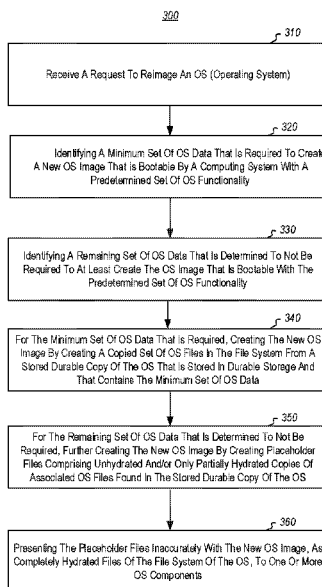 300
310
Receive A Request To Reimage An OS (Operating System)
320
Identifying A Minimum Set Of OS Data That Is Required To Create
A New OS Image That is Bootable By A Computing System With A
Predetermined Set Of OS Functionality
330
Identifying A Remaining Set Of OS Data That Is Determined To Not Be
Required To At Least Create The OS Image That Is Bootable With The
Predetermined Set Of OS Functionality
340
For The Minimum Set Of OS Data That Is Required, Creating The New OS
Image By Creating A Copied Set Of OS Files In The File System From A
Stored Durable Copy Of The OS That Is Stored In Durable Storage And
That Contains The Minimum Set Of OS Data
350
For The Remaining Set Of OS Data That Is Determined To Not Be
Required, Further Creating The New OS Image By Creating Placeholder
Files Comprising Unhydrated And/or Only Partially Hydrated Copies Of
Associated OS Files Found In The Stored Durable Copy Of The OS
360
Presenting The Placeholder Files Inaccurately With The New OS Image, As
Completely Hydrated Files Of The File System Of The OS, To One Or More
OS Components